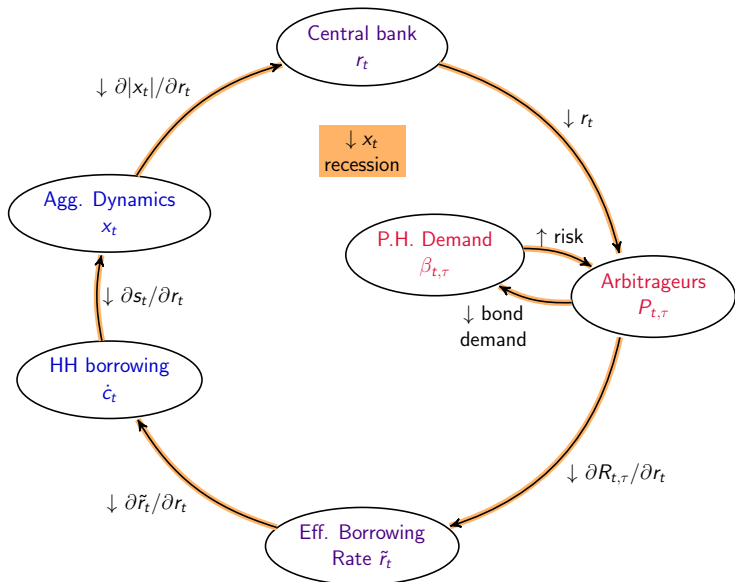 Central bank
r_t
↓ ∂|x_t|/∂r_t
↓ r_t
↓ x_t
recession
Agg. Dynamics
x_t
P.H. Demand
β_{t,τ}
↑ risk
Arbitrageurs
P_{t,τ}
↓ bond
demand
↓ ∂s_t/∂r_t
HH borrowing
ċ_t
↓ ∂R_{t,τ}/∂r_t
↓ ∂r̃_t/∂r_t
Eff. Borrowing
Rate r̃_t